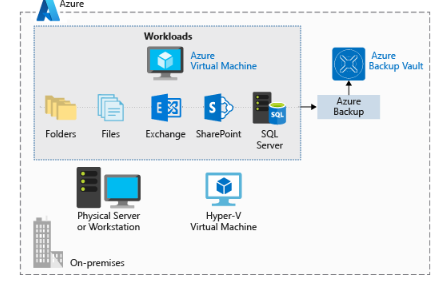 Azure
Workloads
Azure
Virtual Machine
Azure
Backup Vault
Folders
Files
Exchange
SharePoint
SQL
SQL
Server
Azure
Backup
Physical Server
or Workstation
Hyper-V
Virtual Machine
On-premises